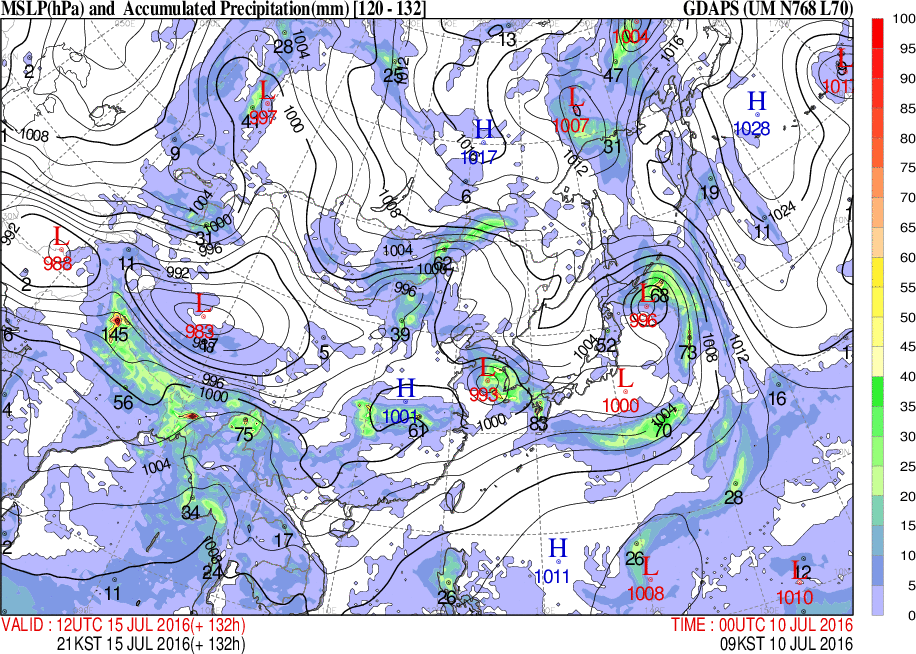 MSLP(hPa) and Accumulated Precipitation(mm) [120 - 132] GDAPS (UM N768 L70)
28 1004 13 L 1004 1016 L 100
2 25 1012 47 95
L 997 L H 1028 90
41 1000 1007 85
1008 H 1017 31 80
9 1012 75
1004 1008 6 19 70
31 1000 1024 11 65
992 L 988 996 1004 60
11 992 62 1000 55
2 L 983 996 L 68 50
145 39 996 45
6 5 1004 52 73 1008 1012 40
996 H L 993 L 35
56 1000 1001 1000 16 30
4 75 61 1000 83 1004 70 25
1004 28 20
34 15
2 17 H 26 L 10
24 1011 1008 L 5
11 26 1010 0
VALID : 12UTC 15 JUL 2016(+ 132h) TIME : 00UTC 10 JUL 2016
21KST 15 JUL 2016(+ 132h) 09KST 10 JUL 2016